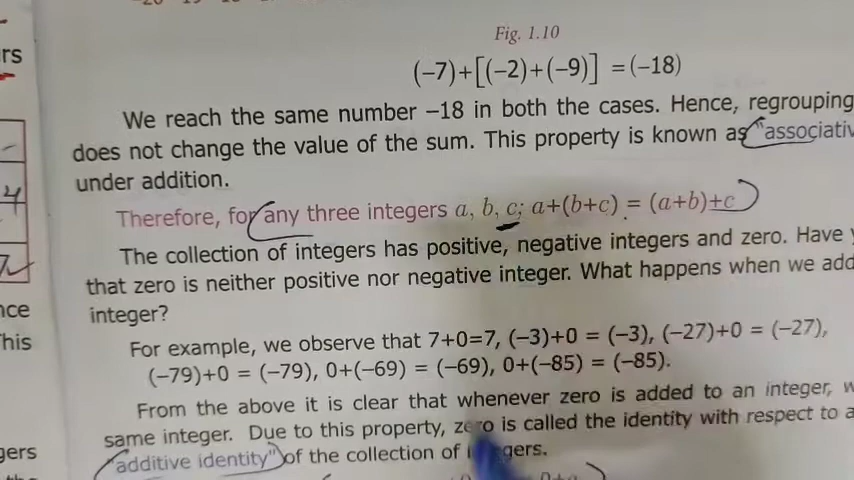 Fig. 1.10
(–7)+[(–2)+(–9)] =(–18)
rs
We reach the same number –18 in both the cases. Hence, regrouping
does not change the value of the sum. This property is known as "associativ
under addition.
4
Therefore, for any three integers a, b, c; a+(b+c) = (a+b)+c
The collection of integers has positive, negative integers and zero. Have
that zero is neither positive nor negative integer. What happens when we add
nce
integer?
his
For example, we observe that 7+0=7, (–3)+0 = (–3), (–27)+0 = (–27),
(–79)+0 = (–79), 0+(–69) = (–69), 0+(–85) = (–85).
From the above it is clear that whenever zero is added to an integer,
same integer. Due to this property, zero is called the identity with respect to
gers
"additive identity" of the collection of integers.